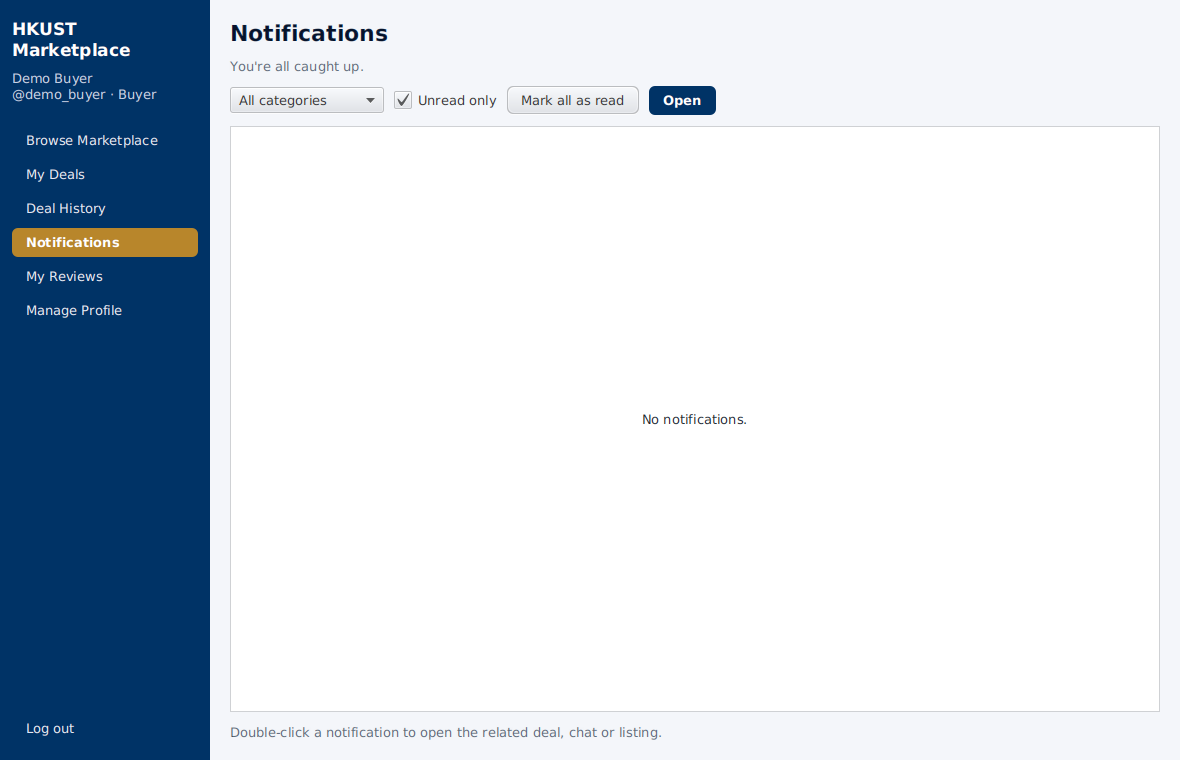 HKUST
Marketplace
Demo Buyer
@demo_buyer · Buyer
Browse Marketplace
My Deals
Deal History
Notifications
My Reviews
Manage Profile
Log out
Notifications
You're all caught up.
All categories
Unread only
Mark all as read
Open
No notifications.
Double-click a notification to open the related deal, chat or listing.